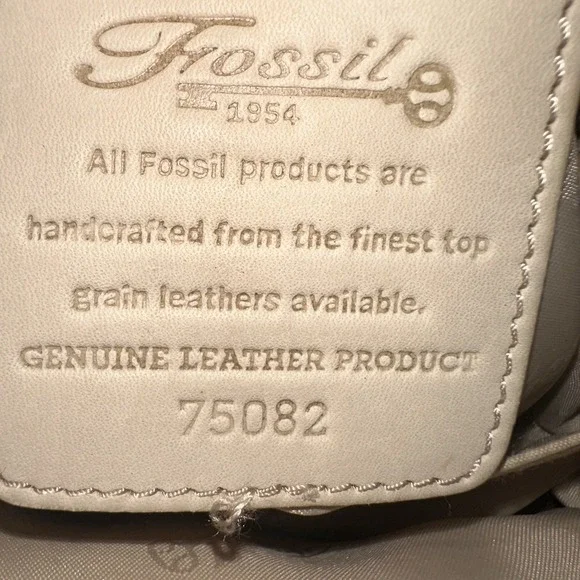 Fossil
1954
All Fossil products are
handcrafted from the finest top
grain leathers available.
GENUINE LEATHER PRODUCT
75082